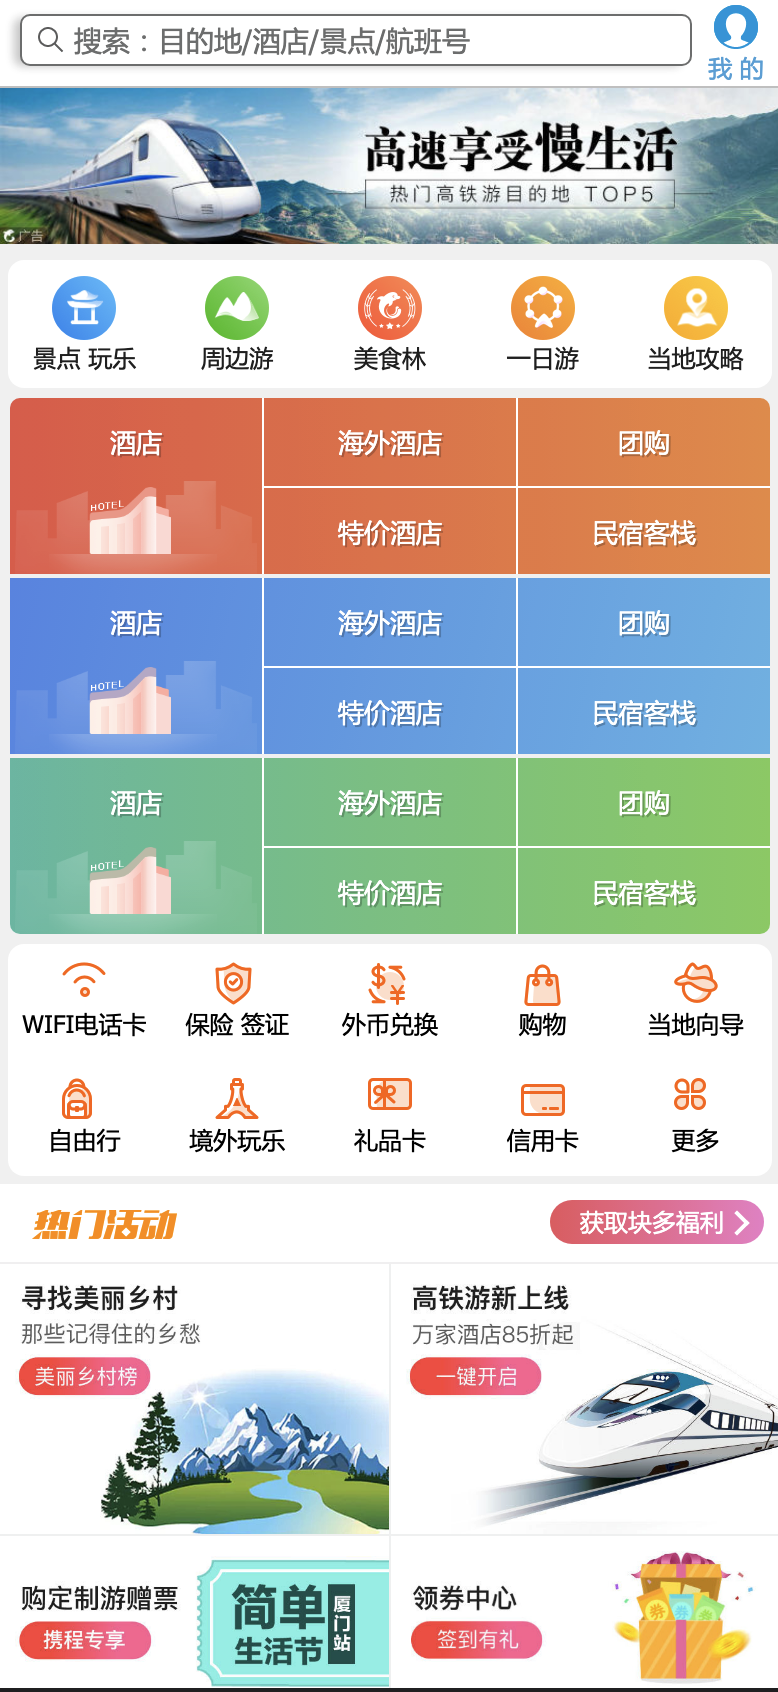 搜索：目的地/酒店/景点/航班号
我 的
高速享受慢生活
热门高铁游目的地 TOP5
广告
景点 玩乐
周边游
美食林
一日游
当地攻略
酒店
海外酒店
团购
HOTEL
特价酒店
民宿客栈
酒店
海外酒店
团购
HOTEL
特价酒店
民宿客栈
酒店
海外酒店
团购
HOTEL
特价酒店
民宿客栈
WIFI电话卡
保险 签证
外币兑换
购物
当地向导
自由行
境外玩乐
礼品卡
信用卡
更多
热门活动
获取块多福利
寻找美丽乡村
那些记得住的乡愁
美丽乡村榜
高铁游新上线
万家酒店85折起
一键开启
购定制游赠票
携程专享
简单
生活节
厦门站
领券中心
签到有礼
券